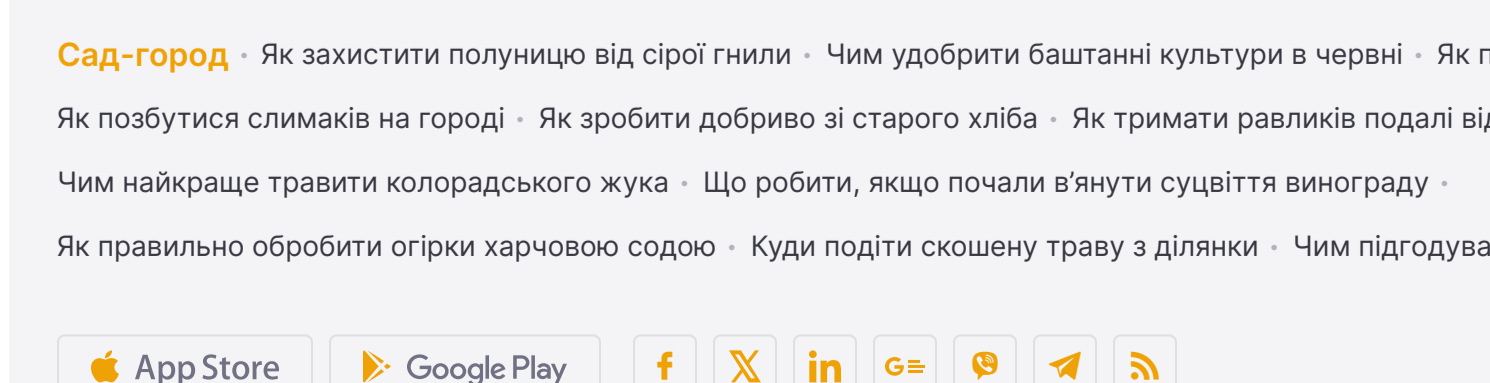 Сад-город · Як захистити полуницю від сірої гнили · Чим удобрити баштанні культури в червні · Як
Як позбутися слимаків на городі · Як зробити добриво зі старого хліба · Як тримати равликів подалі
Чим найкраще травити колорадського жука · Що робити, якщо почали в’янути суцвіття винограду ·
Як правильно обробити огірки харчовою содою · Куди подіти скошену траву з ділянки · Чим
App Store Google Play f X in G≡